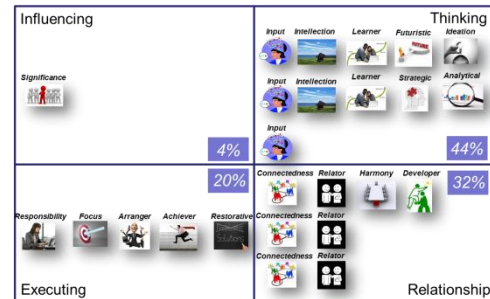 Influencing
Significance
4%
Thinking
Input Intellection Learner Futuristic Ideation
Input Intellection Learner Strategic Analytical
Input
44%
20%
Responsibility Focus Arranger Achiever Restorative
Executing
32%
Connectedness Relator Harmony Developer
Connectedness Relator
Connectedness Relator
Relationship